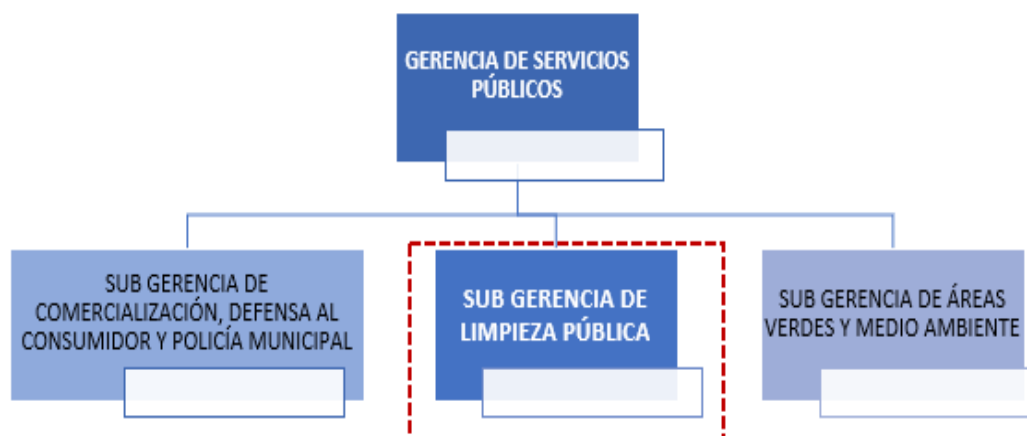 GERENCIA DE SERVICIOS
PÚBLICOS
SUB GERENCIA DE
COMERCIALIZACIÓN, DEFENSA AL
CONSUMIDOR Y POLICÍA MUNICIPAL
SUB GERENCIA DE
LIMPIEZA PÚBLICA
SUB GERENCIA DE ÁREAS
VERDES Y MEDIO AMBIENTE